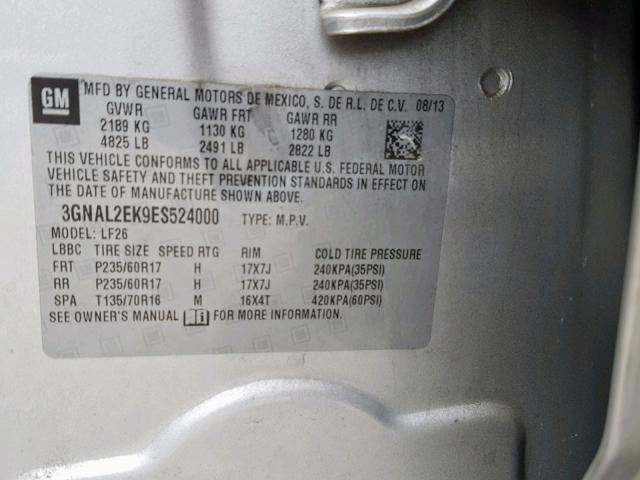 GM
MFD BY GENERAL MOTORS DE MEXICO, S. DE R.L. DE C.V. 08/13
GVWR GAWR FRT GAWR RR
2189 KG 1130 KG 1280 KG
4825 LB 2491 LB 2822 LB
THIS VEHICLE CONFORMS TO ALL APPLICABLE U.S. FEDERAL MOTOR
VEHICLE SAFETY AND THEFT PREVENTION STANDARDS IN EFFECT
ON THE DATE OF MANUFACTURE SHOWN ABOVE.
3GNAL2EK9ES524000 TYPE: M.P.V.
MODEL: LF26
LBBC TIRE SIZE SPEED RTG RIM COLD TIRE PRESSURE
FRT P235/60R17 H 17X7J 240KPA(35PSI)
RR P235/60R17 H 17X7J 240KPA(35PSI)
SPA T135/70R16 M 16X4T 420KPA(60PSI)
SEE OWNER'S MANUAL FOR MORE INFORMATION.